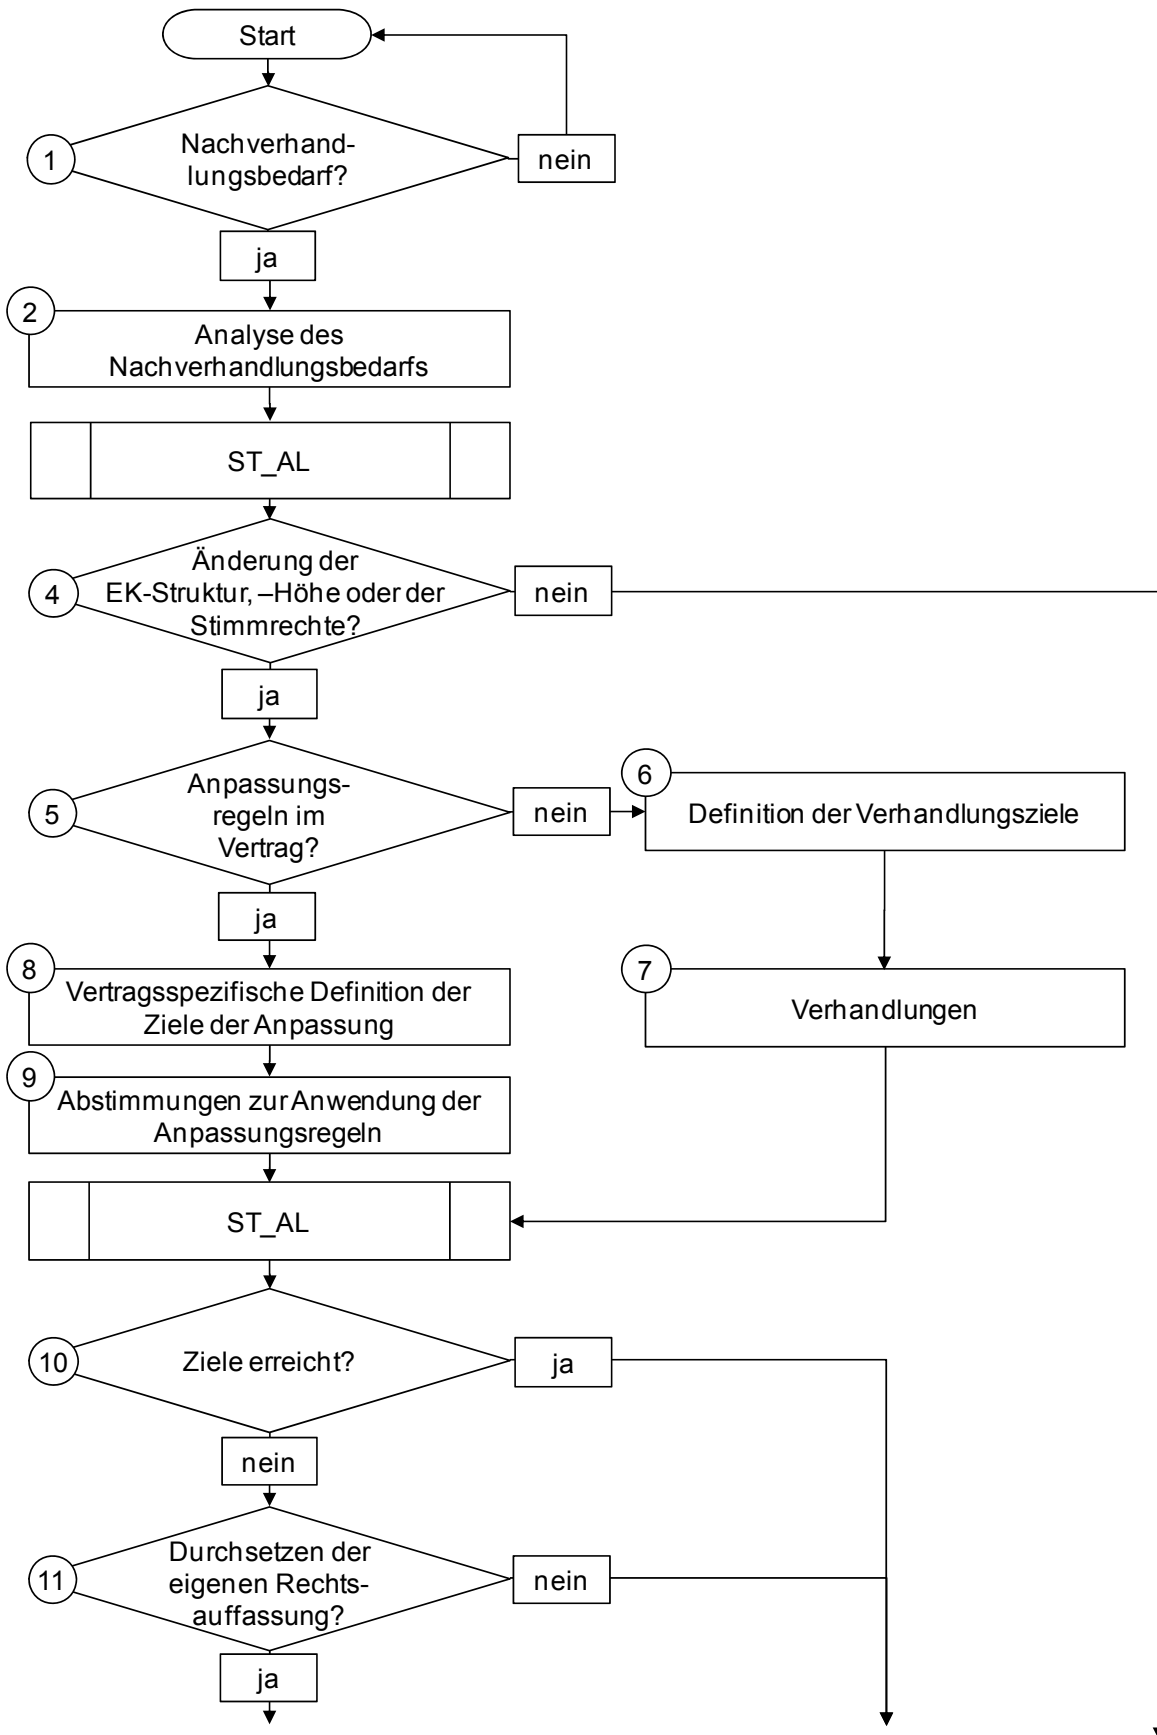 Start
1
Nachverhand-
lungsbedarf?
nein
ja
2
Analyse des
Nachverhandlungsbedarfs
ST_AL
4
Änderung der
EK-Struktur, –Höhe oder der
Stimmrechte?
nein
ja
5
Anpassungs-
regeln im
Vertrag?
nein
6
Definition der Verhandlungsziele
ja
7
Verhandlungen
8
Vertragsspezifische Definition der
Ziele der Anpassung
9
Abstimmungen zur Anwendung der
Anpassungsregeln
ST_AL
10
Ziele erreicht?
ja
nein
11
Durchsetzen der
eigenen Rechts-
auffassung?
nein
ja